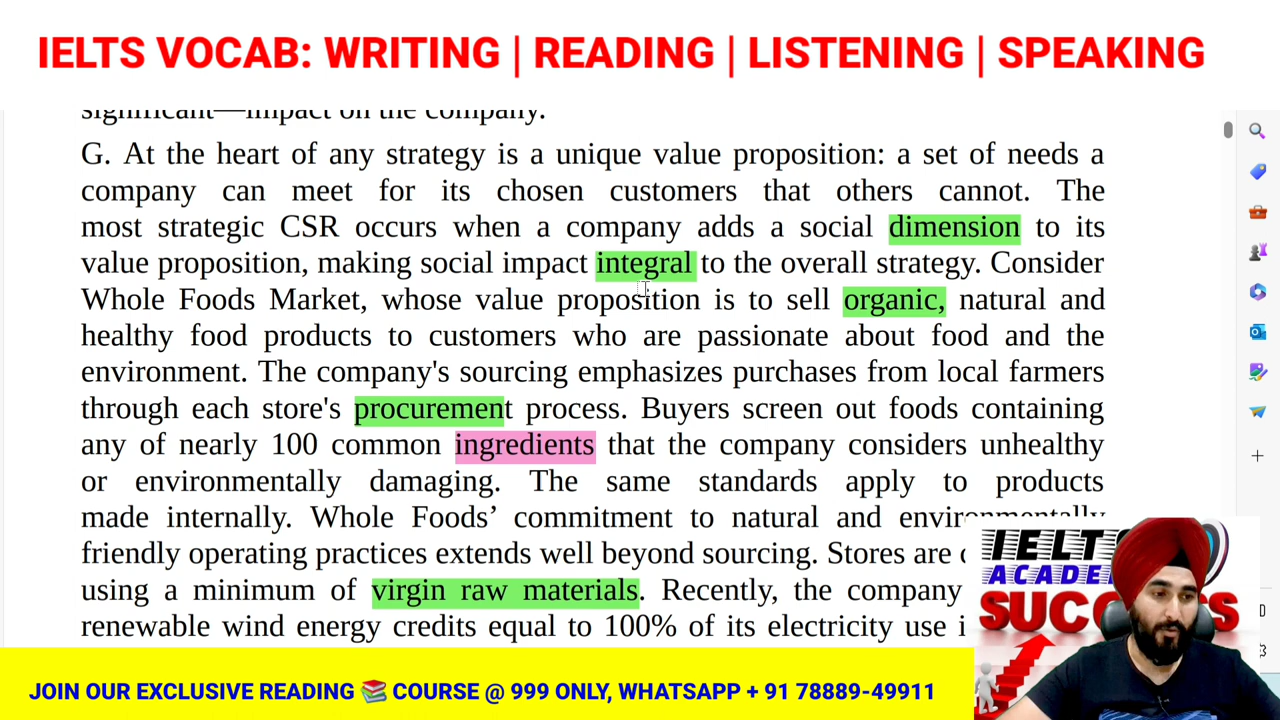 IELTS VOCAB: WRITING | READING | LISTENING | SPEAKING
significant—impact on the company.
G. At the heart of any strategy is a unique value proposition: a set of needs a
company can meet for its chosen customers that others cannot. The
most strategic CSR occurs when a company adds a social dimension to its
value proposition, making social impact integral to the overall strategy. Consider
Whole Foods Market, whose value proposition is to sell organic, natural and
healthy food products to customers who are passionate about food and the
environment. The company's sourcing emphasizes purchases from local farmers
through each store's procurement process. Buyers screen out foods containing
any of nearly 100 common ingredients that the company considers unhealthy
or environmentally damaging. The same standards apply to products
made internally. Whole Foods’ commitment to natural and environmentally
friendly operating practices extends well beyond sourcing. Stores are
using a minimum of virgin raw materials. Recently, the company
renewable wind energy credits equal to 100% of its electricity use
IELTS
SUCCESS
JOIN OUR EXCLUSIVE READING 📚 COURSE @ 999 ONLY, WHATSAPP + 91 78889-49911